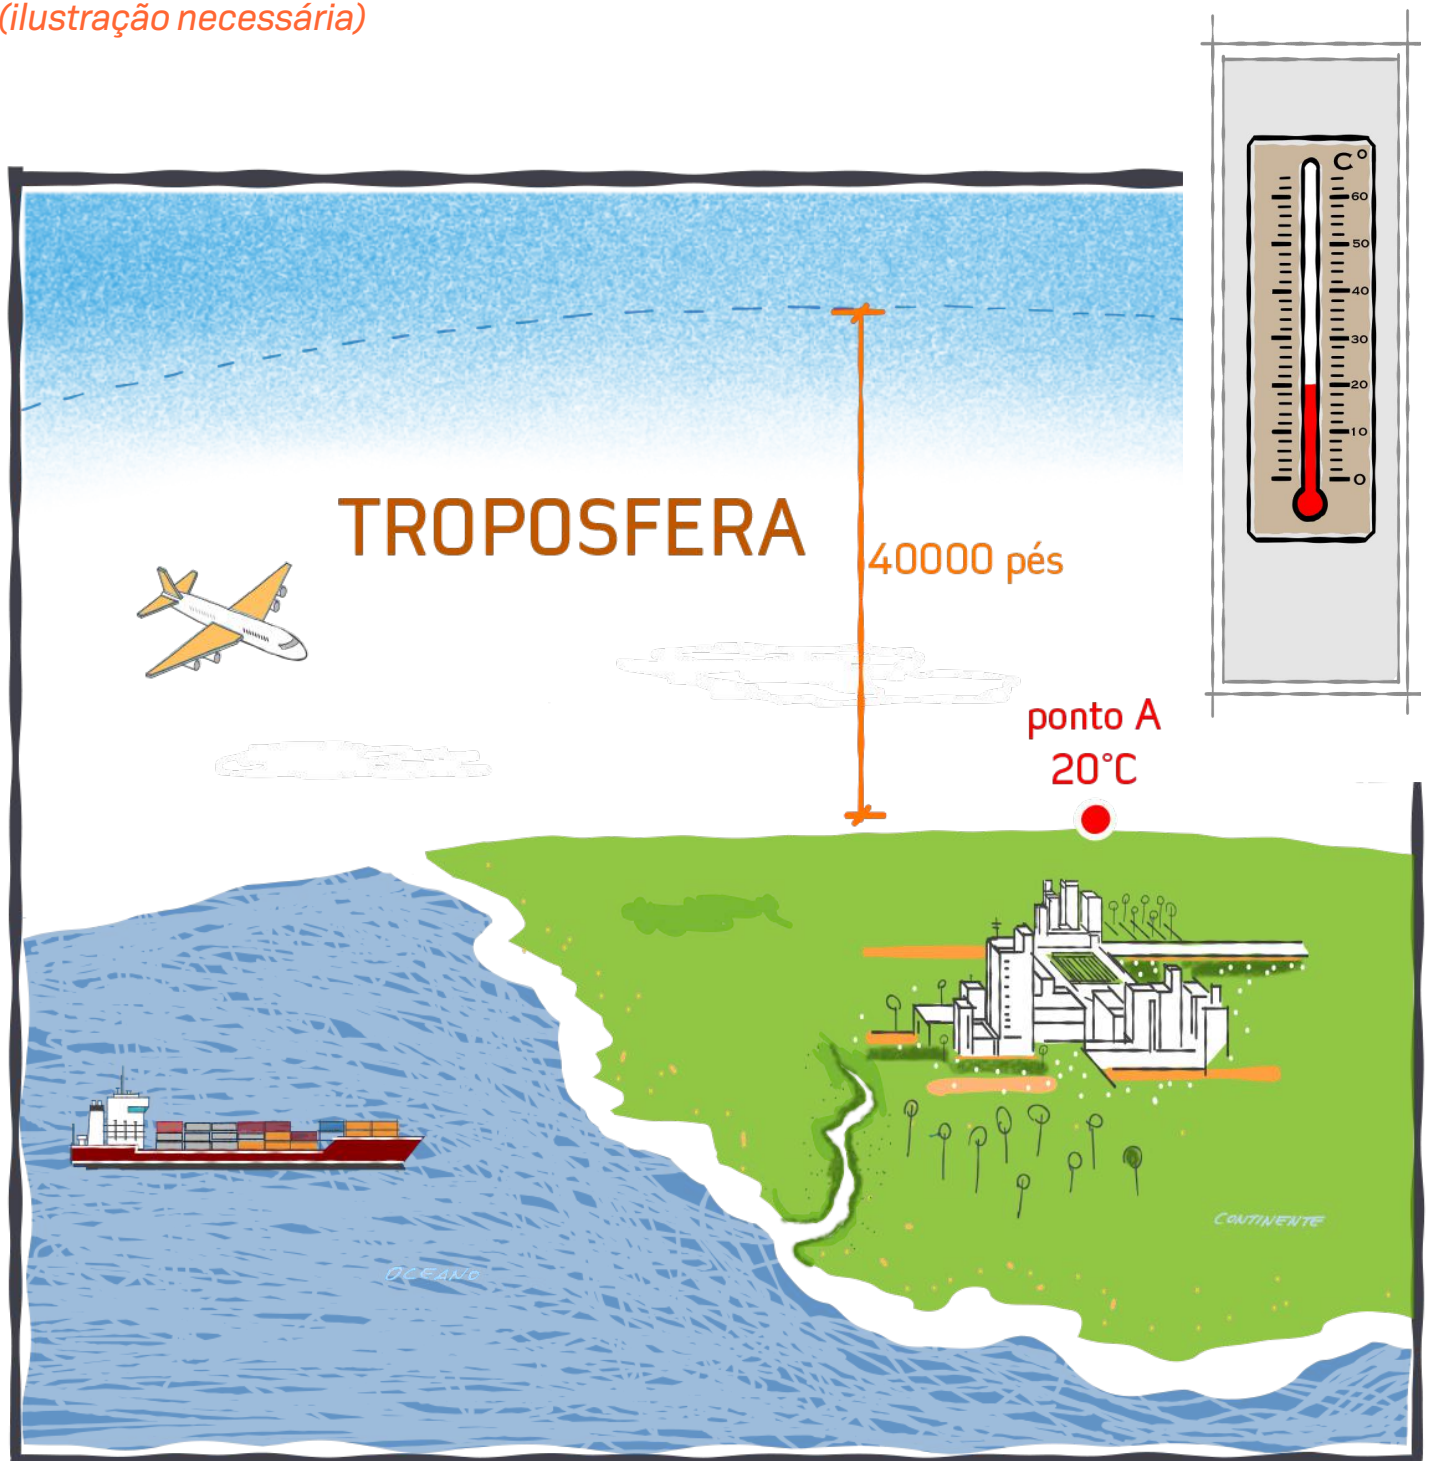 (ilustração necessária)
C°
60
50
40
30
20
10
0
TROPOSFERA
40000 pés
ponto A
20°C
CONTINENTE
OCEANO